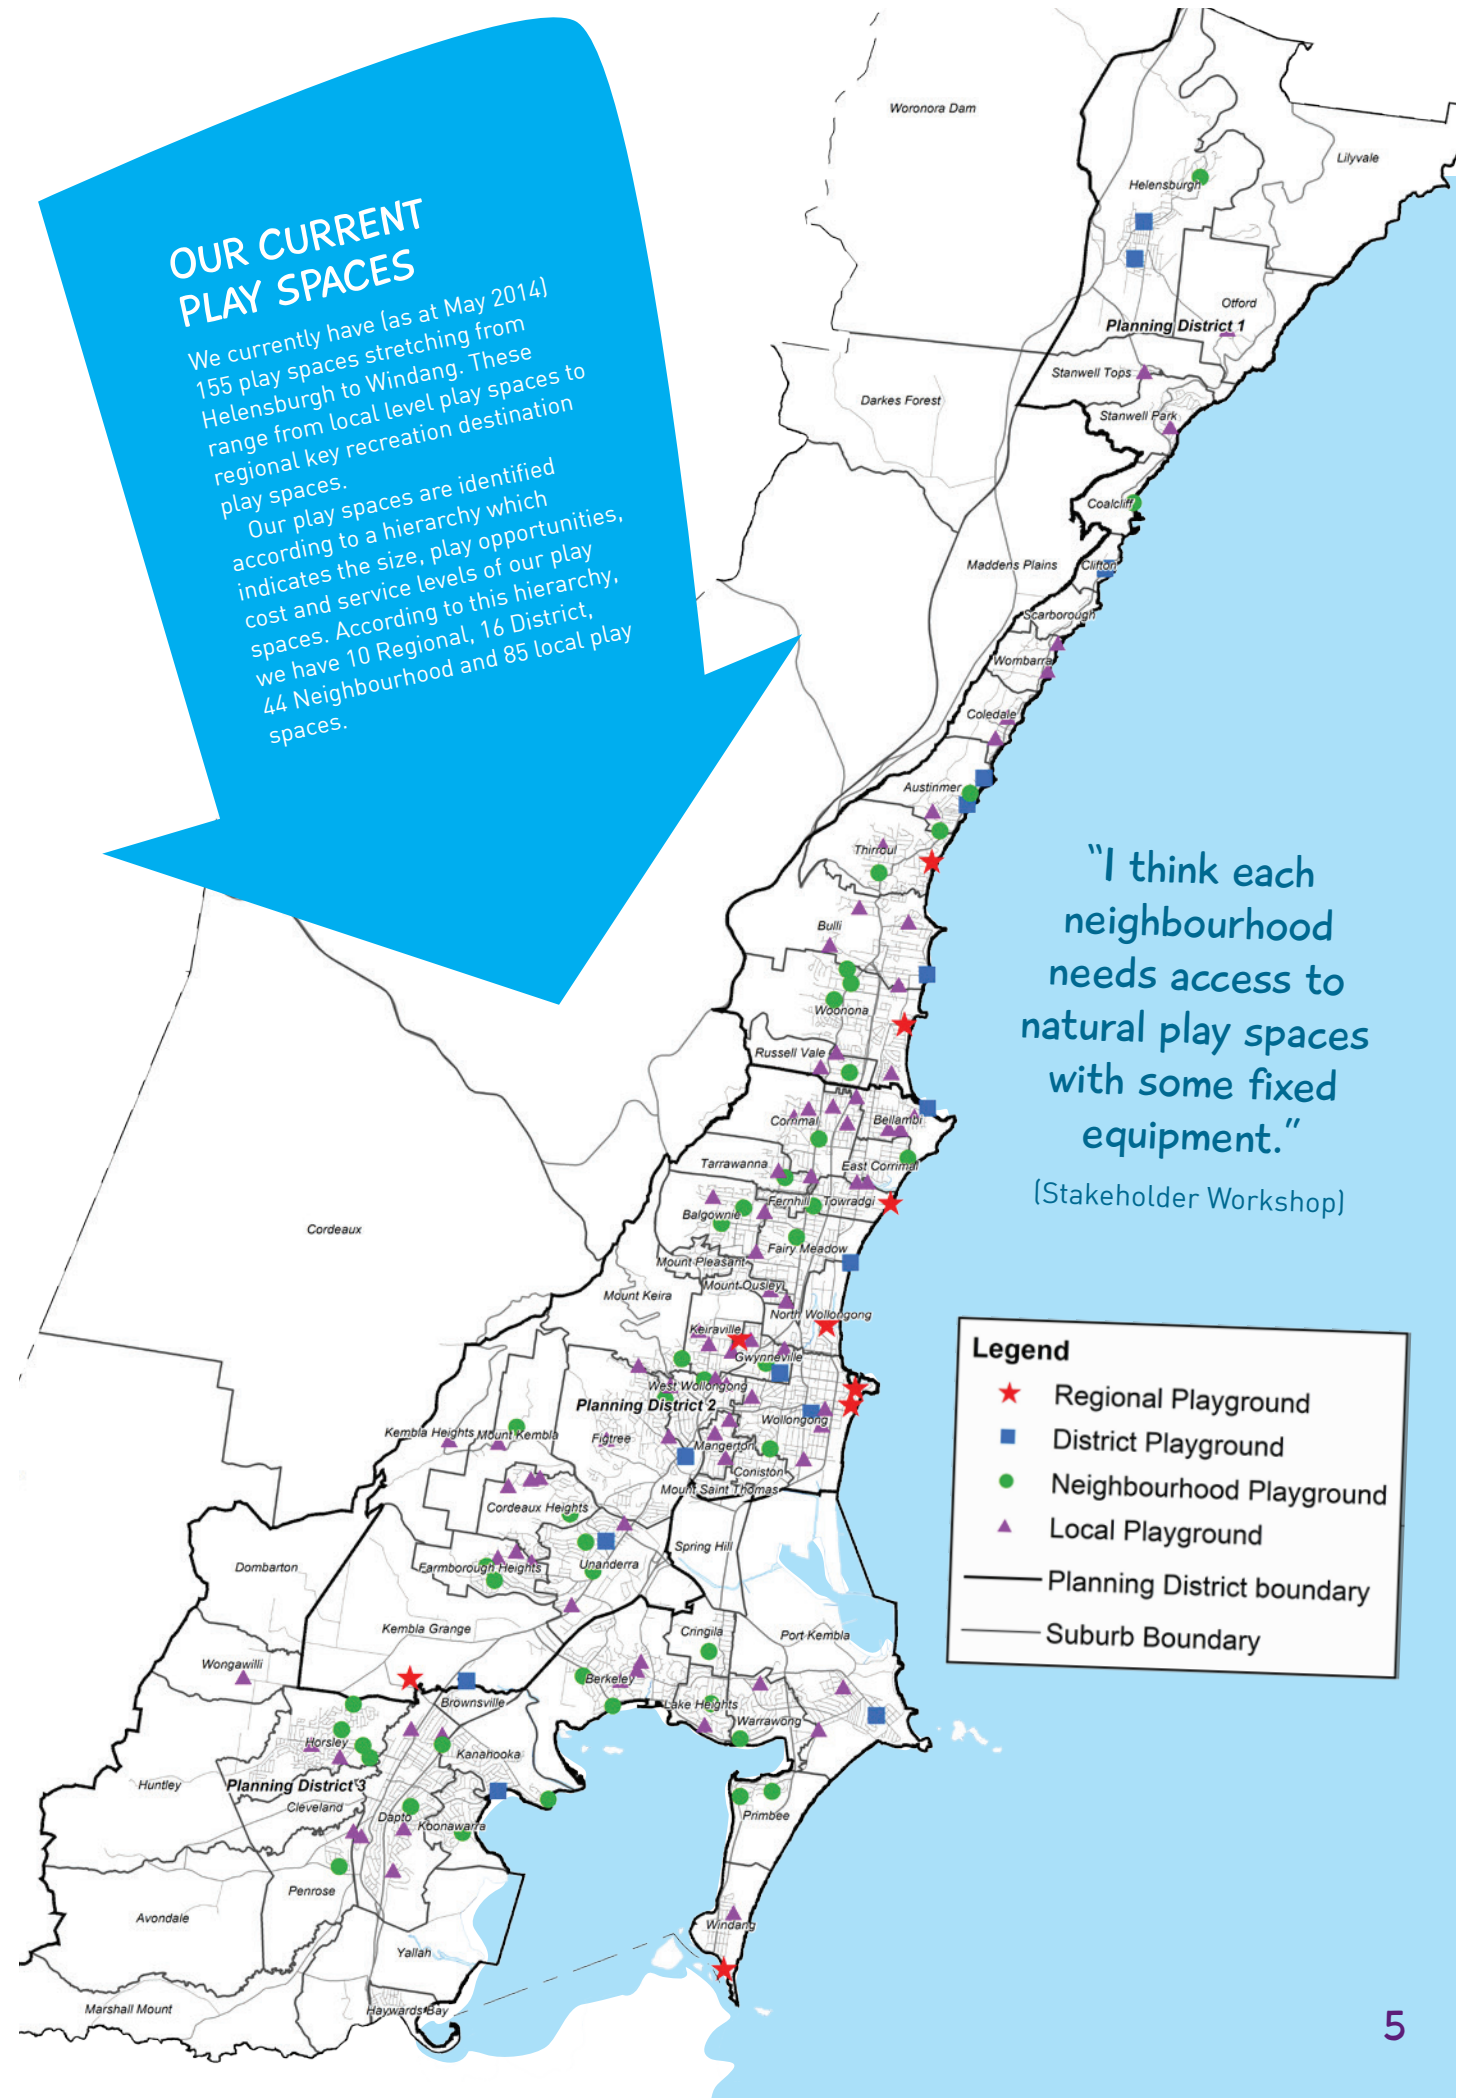 OUR CURRENT
PLAY SPACES
We currently have (as at May 2014)
155 play spaces stretching from
Helensburgh to Windang. These
range from local level play spaces to
regional key recreation destination
play spaces.
Our play spaces are identified
according to a hierarchy which
indicates the size, play opportunities,
cost and service levels of our play
spaces. According to this hierarchy,
we have 10 Regional, 16 District,
44 Neighbourhood and 85 local play
spaces.
Woronora Dam
Lilyvale
Helensburgh
Otford
Planning District 1
Stanwell Tops
Darkes Forest
Stanwell Park
Coalcliff
Maddens Plains
Clifton
Scarborough
Wombarra
Coledale
Austinmer
Thirroul
Bulli
Woonona
Russell Vale
Corrimal
Bellambi
Tarrawanna
East Corrimal
Fernhill
Towradgi
Balgownie
Fairy Meadow
Mount Pleasant
Mount Ousley
Mount Keira
North Wollongong
Keiraville
Gwynneville
West Wollongong
Planning District 2
Wollongong
Kembla Heights
Mount Kembla
Figtree
Mangerton
Coniston
Mount Saint Thomas
Cordeaux
Cordeaux Heights
Spring Hill
Dombarton
Farmborough Heights
Unanderra
Kembla Grange
Cringila
Port Kembla
Wongawilli
Berkeley
Brownsville
Lake Heights
Warrawong
Horsley
Kanahooka
Huntley
Planning District 3
Cleveland
Dapto
Koonawarra
Primbee
Penrose
Avondale
Windang
Yallah
Marshall Mount
Haywards Bay
“I think each
neighbourhood
needs access to
natural play spaces
with some fixed
equipment.”
(Stakeholder Workshop)
Legend
Regional Playground
District Playground
Neighbourhood Playground
Local Playground
Planning District boundary
Suburb Boundary
5